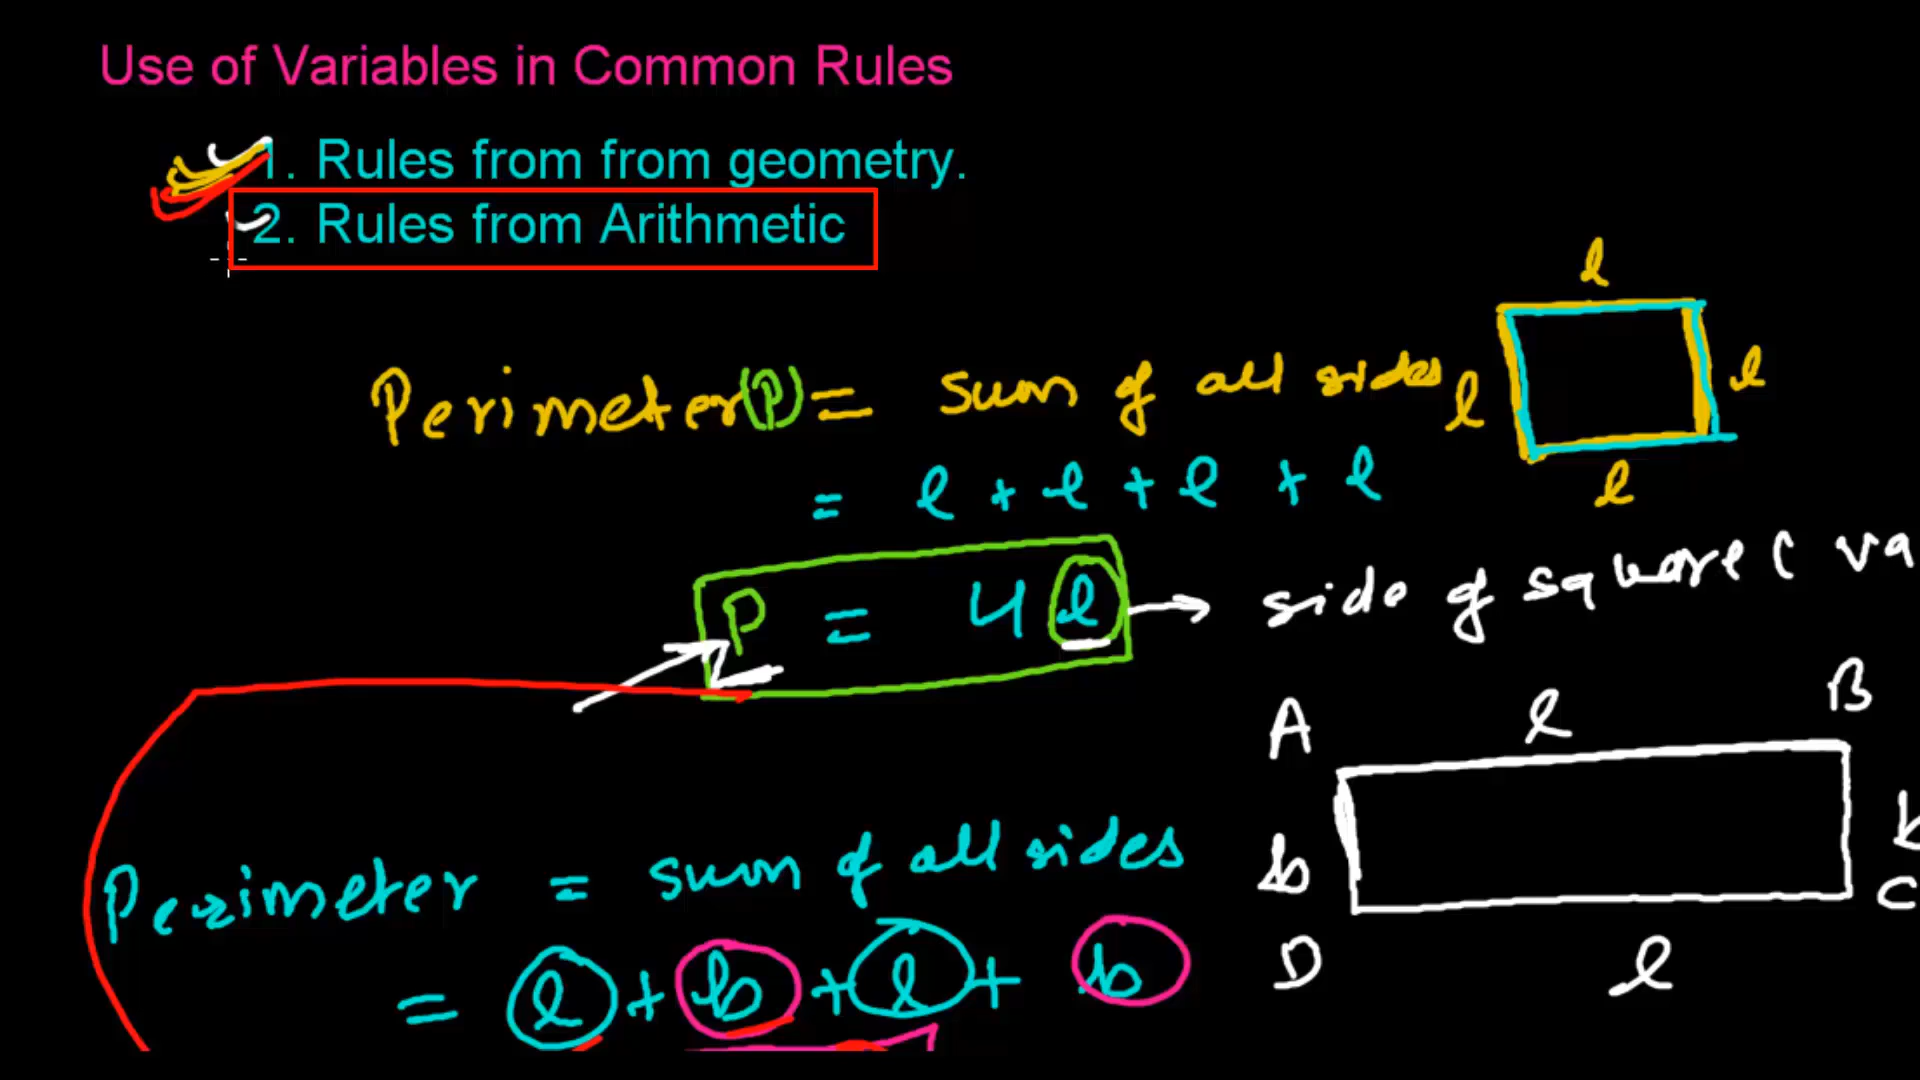 Use of Variables in Common Rules
1. Rules from from geometry.
2. Rules from Arithmetic
l
Perimeter(P) = sum of all sides
l
l
= l + l + l + l
l
P = 4 l → side of square (
A
l
B
Perimeter = sum of all sides
b
C
= l + b + l + b
D
l